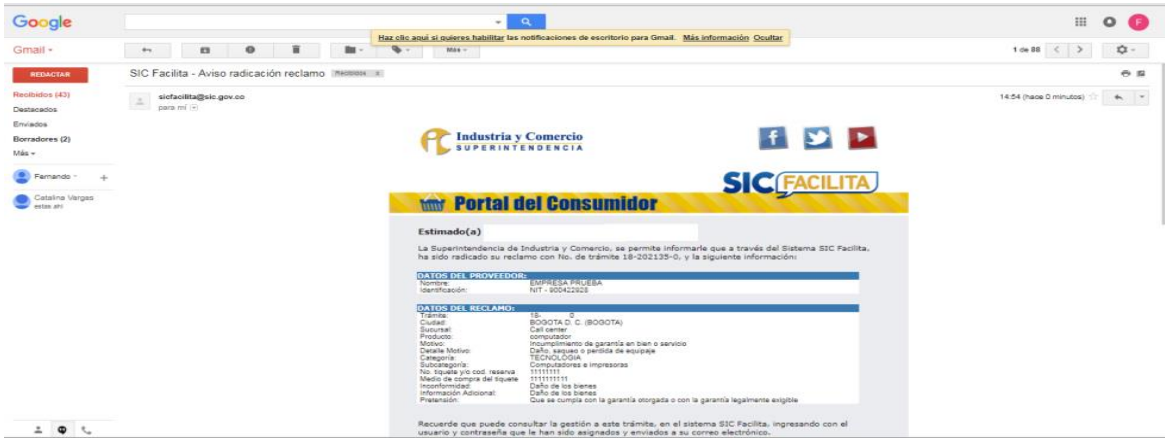 Google
Haz clic aquí si quieres habilitar las notificaciones de escritorio para Gmail. Más información Ocultar
F
Gmail
Más
1 de 80
REDACTAR
SIC Facilita - Aviso radicación reclamo Recibidos x
Recibidos (43)
Destacados
Enviados
Borradores (2)
Más
sicfacilita@sic.gov.co
para mí
14:54 (hace 0 minutos)
Fernando
Catalina Vargas
estas ahi
Industria y Comercio
SUPERINTENDENCIA
SIC FACILITA
Portal del Consumidor
Estimado(a)
La Superintendencia de Industria y Comercio, se permite informarle que a través del Sistema SIC Facilita,
ha sido radicado su reclamo con No. de trámite 18-202135-0, y la siguiente información:
DATOS DEL PROVEEDOR:
Nombre: EMPRESA PRUEBA
Identificación: NIT - 900422928
DATOS DEL RECLAMO:
Trámite: 18- 0
Ciudad: BOGOTA D. C. (BOGOTA)
Sucursal: Call center
Producto: computador
Motivo: Incumplimiento de garantía en bien o servicio
Detalle Motivo: Daño, saqueo o perdida de equipaje
Categoría: TECNOLOGIA
Subcategoría: Computadores e impresoras
No. tiquete y/o cod. reserva 11111111
Medio de compra del tiquete 1111111111
Inconformidad: Daño de los bienes
Información Adicional: Daño de los bienes
Pretensión: Que se cumpla con la garantía otorgada o con la garantía legalmente exigible
Recuerde que puede consultar la gestión a este trámite, en el sistema SIC Facilita, ingresando con el
usuario y contraseña que le han sido asignados y enviados a su correo electrónico.